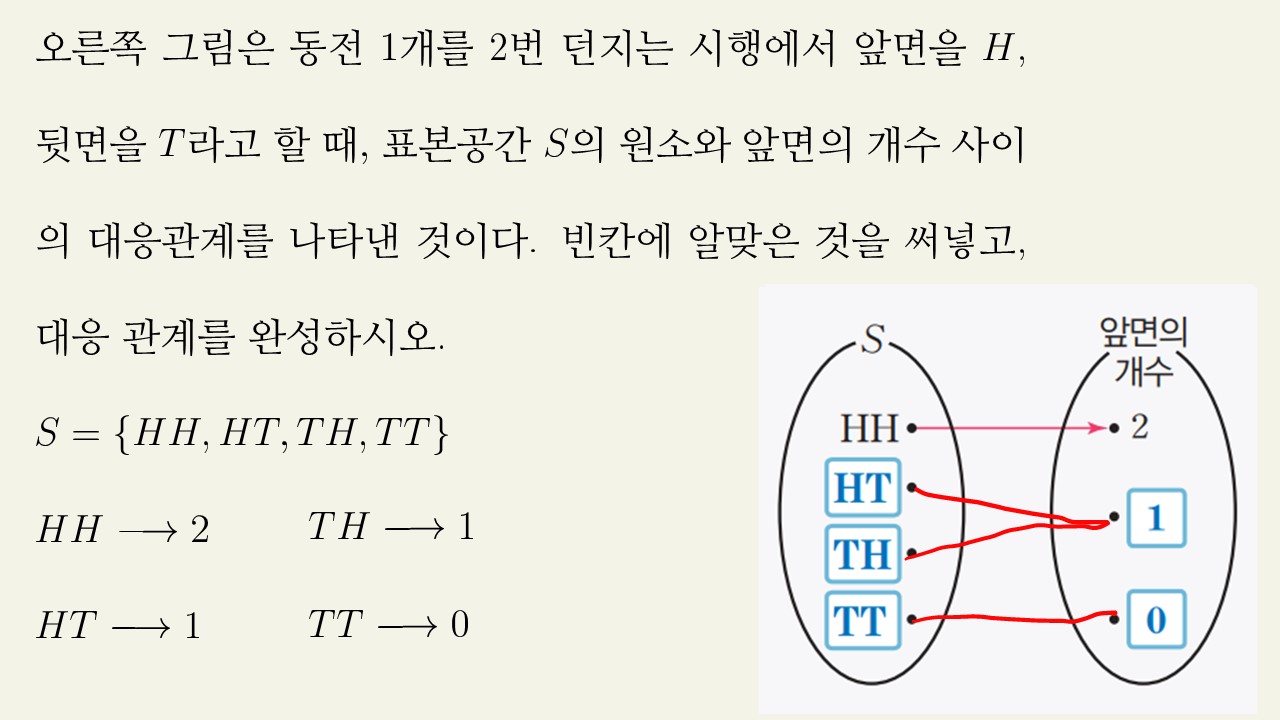 오른쪽 그림은 동전 1개를 2번 던지는 시행에서 앞면을 H,
뒷면을 T라고 할 때, 표본공간 S의 원소와 앞면의 개수 사이
의 대응관계를 나타낸 것이다. 빈칸에 알맞은 것을 써넣고,
대응 관계를 완성하시오.
S = {HH, HT, TH, TT}
HH ⟶ 2 TH ⟶ 1
HT ⟶ 1 TT ⟶ 0
S
앞면의
개수
HH 2
HT
1
TH
TT 0